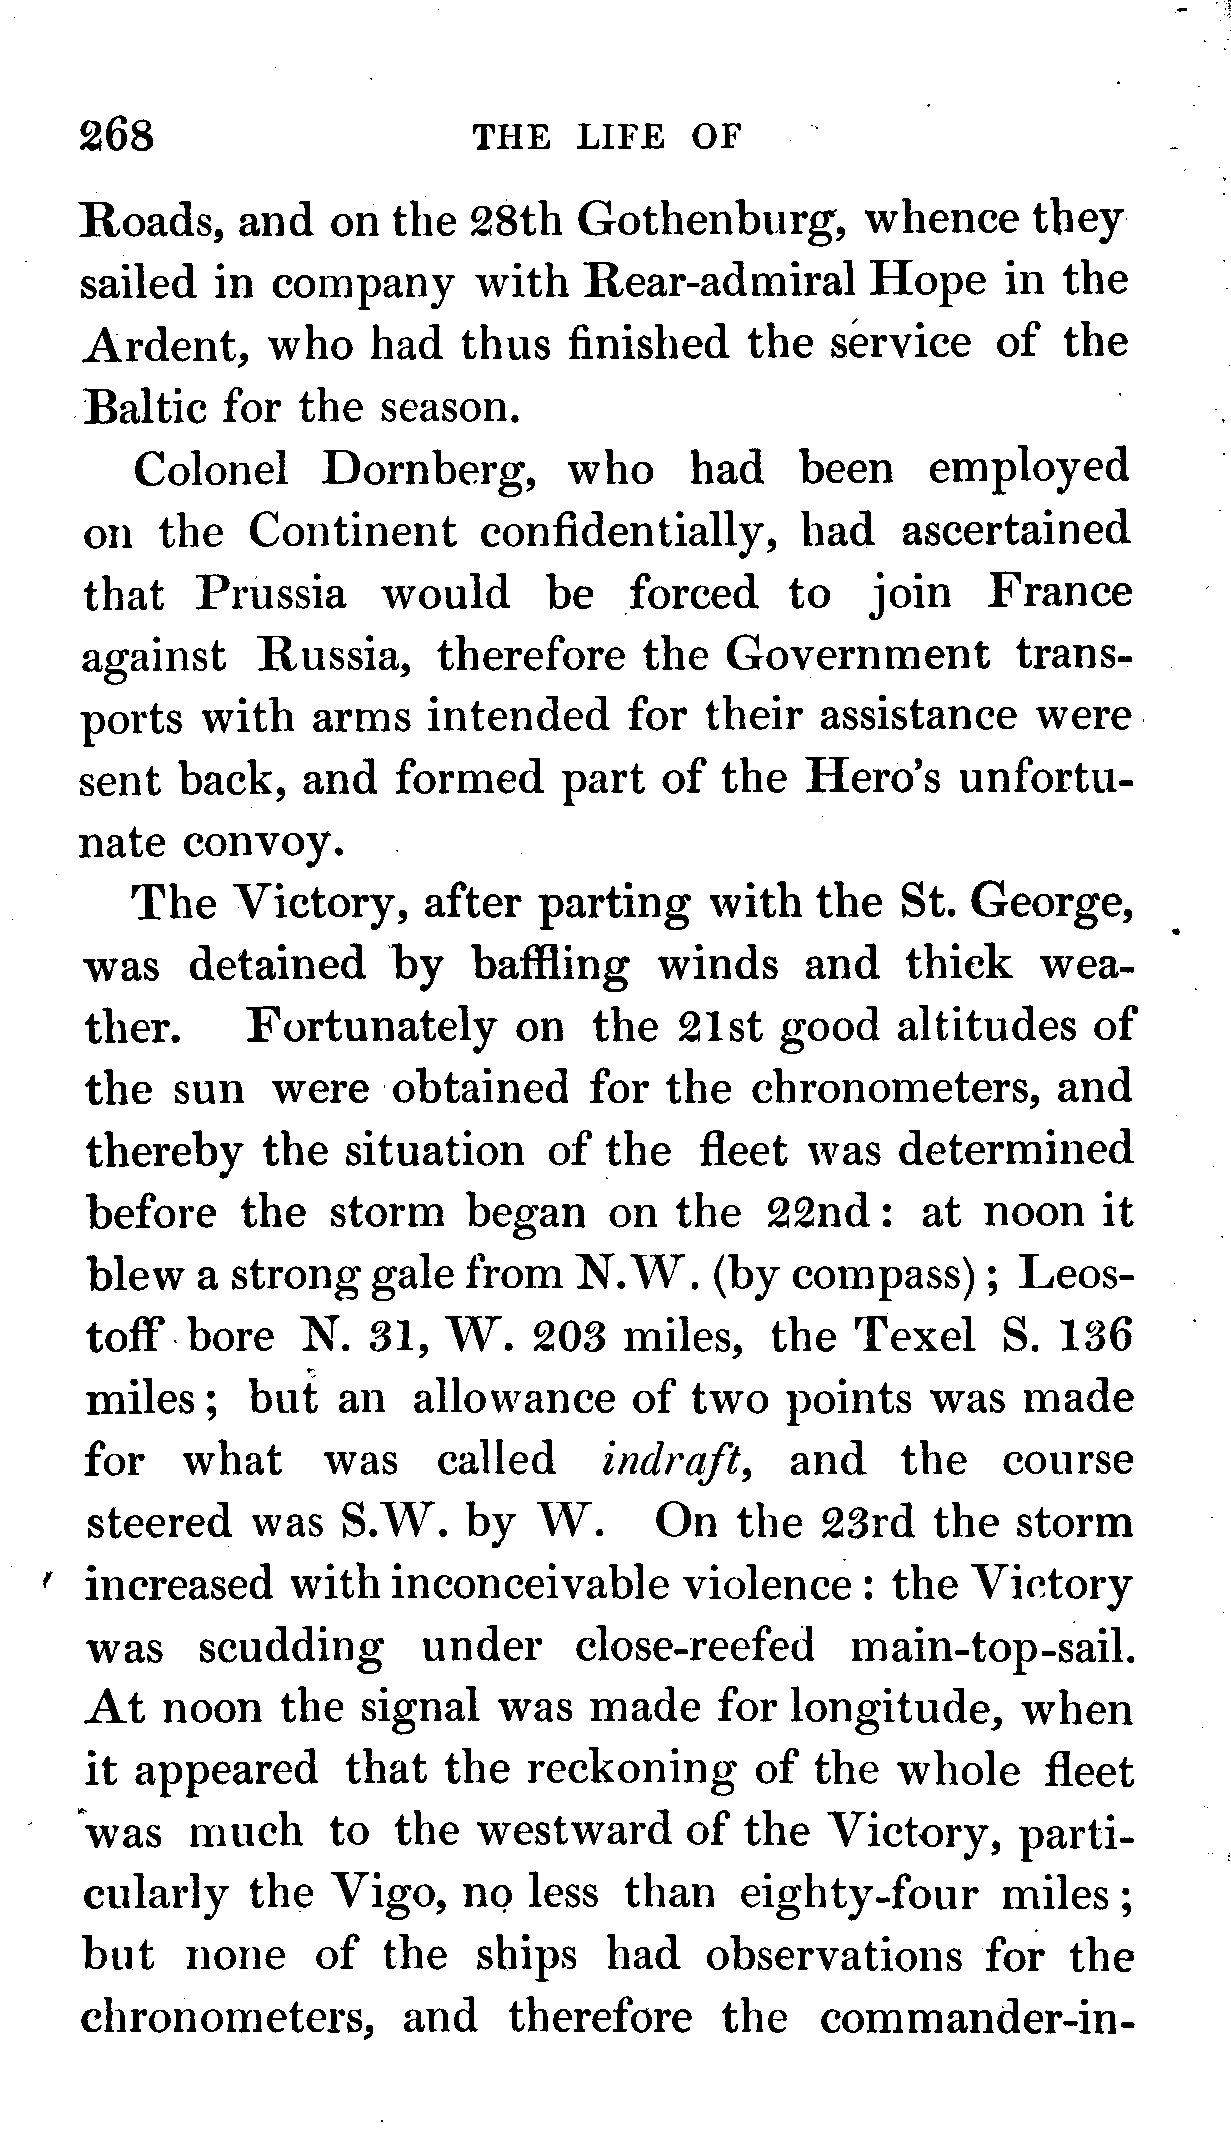 268 THE LIFE OF
Roads, and on the 28th Gothenburg, whence they
sailed in company with Rear-admiral Hope in the
Ardent, who had thus finished the service of the
Baltic for the season.
Colonel Dornberg, who had been employed
on the Continent confidentially, had ascertained
that Prussia would be forced to join France
against Russia, therefore the Government trans-
ports with arms intended for their assistance were
sent back, and formed part of the Hero's unfortu-
nate convoy.
The Victory, after parting with the St. George,
was detained by baffling winds and thick wea-
ther. Fortunately on the 21st good altitudes of
the sun were obtained for the chronometers, and
thereby the situation of the fleet was determined
before the storm began on the 22nd: at noon it
blew a strong gale from N.W. (by compass); Leos-
toff bore N. 31, W. 203 miles, the Texel S. 136
miles; but an allowance of two points was made
for what was called indraft, and the course
steered was S.W. by W. On the 23rd the storm
increased with inconceivable violence: the Victory
was scudding under close-reefed main-top-sail.
At noon the signal was made for longitude, when
it appeared that the reckoning of the whole fleet
was much to the westward of the Victory, parti-
cularly the Vigo, no less than eighty-four miles;
but none of the ships had observations for the
chronometers, and therefore the commander-in-